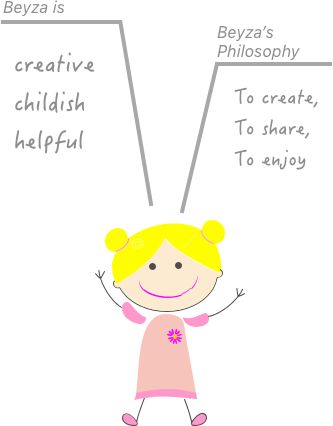 Beyza is
creative
childish
helpful
Beyza's
Philosophy
To create,
To share,
To enjoy